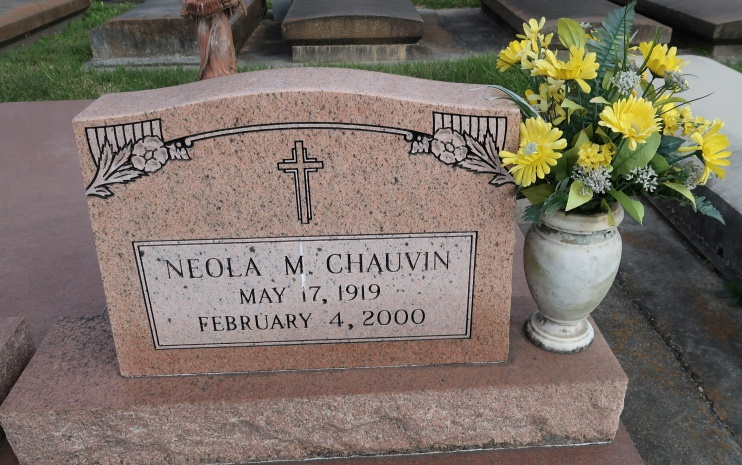 NEOLA M. CHAUVIN
MAY 17, 1919
FEBRUARY 4, 2000